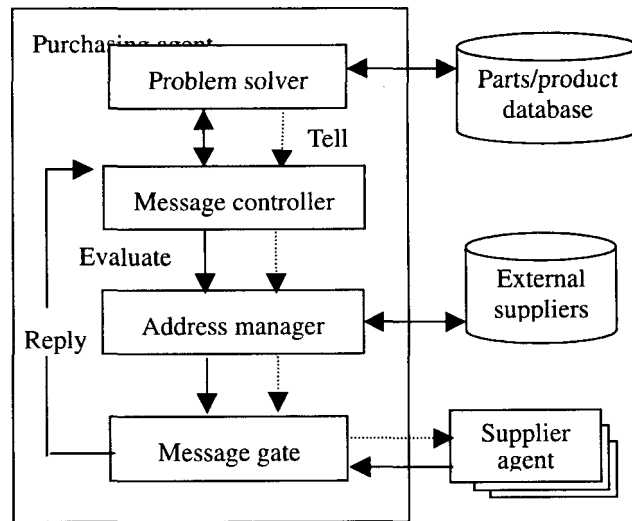 Purchasing agent
Problem solver
Parts/product
database
Tell
Message controller
Evaluate
External
suppliers
Address manager
Reply
Supplier
agent
Message gate